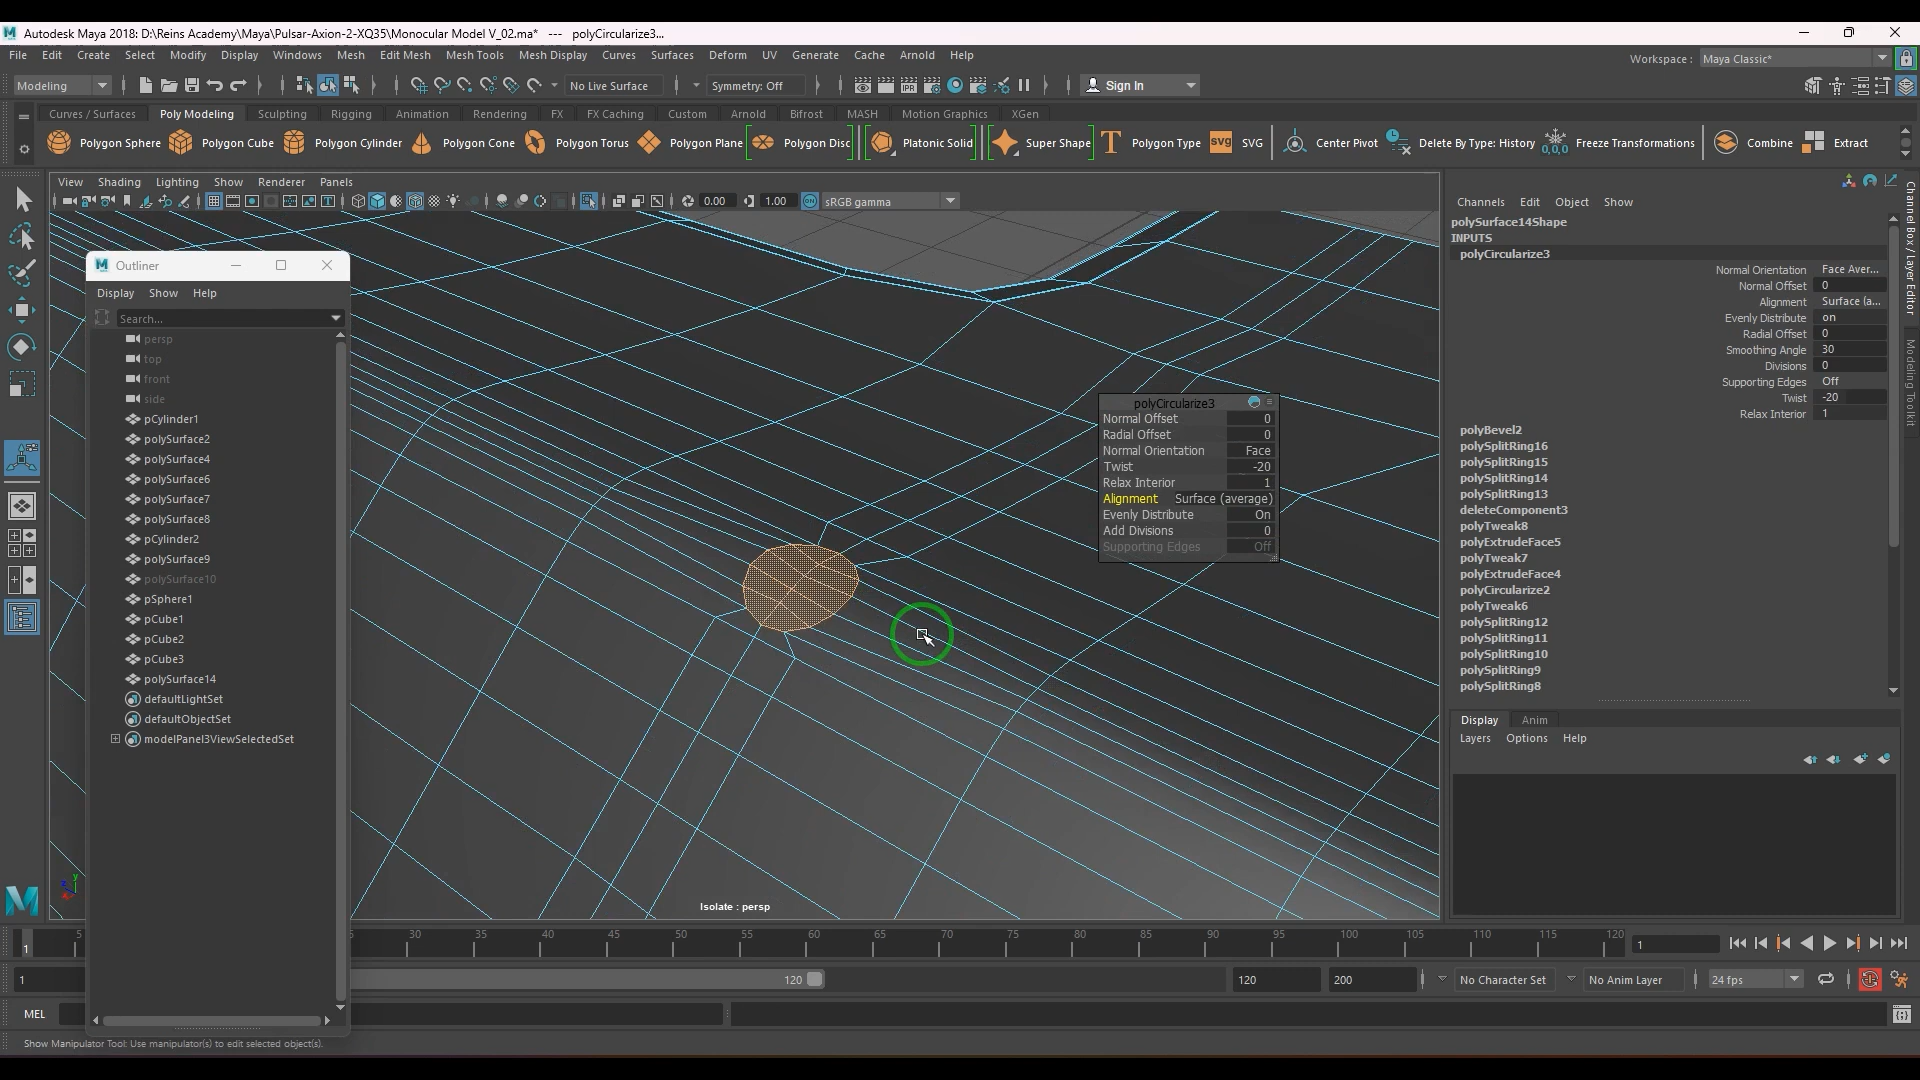 Autodesk Maya 2018: D:\Reins Academy\Maya\Pulsar-Axion-2-XQ35\Monocular Model V_02.ma* --- polyCircularize3...
File Edit Create Select Modify Display Windows Mesh Edit Mesh Mesh Tools Mesh Display Curves Surfaces Deform UV Generate Cache Arnold Help
Workspace : Maya Classic*
Modeling No Live Surface Symmetry: Off Sign In
Curves / Surfaces Poly Modeling Sculpting Rigging Animation Rendering FX FX Caching Custom Arnold Bifrost MASH Motion Graphics XGen
Polygon Sphere Polygon Cube Polygon Cylinder Polygon Cone Polygon Torus Polygon Plane Polygon Disc Platonic Solid Super Shape Polygon Type SVG SVG Center Pivot Delete By Type: History 0,0,0 Freeze Transformations Combine Extract
View Shading Lighting Show Renderer Panels
0.00 1.00 ON sRGB gamma
Outliner
Display Show Help
Search...
persp
top
front
side
pCylinder1
polySurface2
polySurface4
polySurface6
polySurface7
polySurface8
pCylinder2
polySurface9
polySurface10
pSphere1
pCube1
pCube2
pCube3
polySurface14
defaultLightSet
defaultObjectSet
modelPanel3ViewSelectedSet
polyCircularize3
Normal Offset 0
Radial Offset 0
Normal Orientation Face
Twist -20
Relax Interior 1
Alignment Surface (average)
Evenly Distribute On
Add Divisions 0
Supporting Edges Off
Isolate : persp
Channels Edit Object Show
polySurface14Shape
INPUTS
polyCircularize3
Normal Orientation Face Aver...
Normal Offset 0
Alignment Surface (a...
Evenly Distribute on
Radial Offset 0
Smoothing Angle 30
Divisions 0
Supporting Edges Off
Twist -20
Relax Interior 1
polyBevel2
polySplitRing16
polySplitRing15
polySplitRing14
polySplitRing13
deleteComponent3
polyTweak8
polyExtrudeFace5
polyTweak7
polyExtrudeFace4
polyCircularize2
polyTweak6
polySplitRing12
polySplitRing11
polySplitRing10
polySplitRing9
polySplitRing8
Channel Box / Layer Editor
Modeling Toolkit
Display Anim
Layers Options Help
1 5 30 35 40 45 50 55 60 65 70 75 80 85 90 95 100 105 110 115 120 1
1 120 120 200 No Character Set No Anim Layer 24 fps
MEL
Show Manipulator Tool: Use manipulator(s) to edit selected object(s).